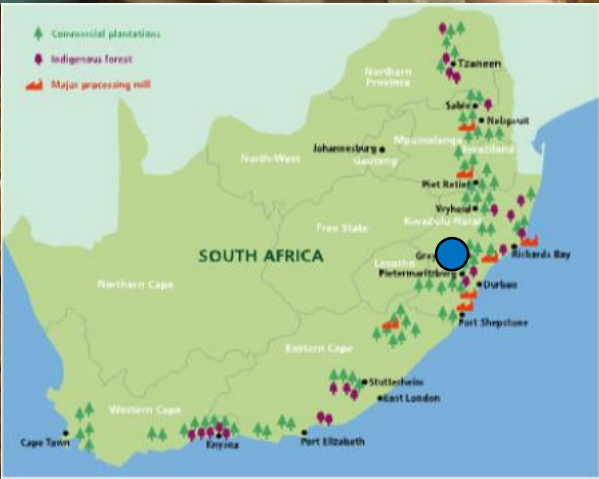 Commercial plantations
Indigenous forest
Major processing mill
Tzaneen
Northern
Province
Sabie
Nelspruit
Mpumalanga
Johannesburg
Gauteng
Swaziland
North-West
Piet Retief
Vryheid
KwaZulu-Natal
Free State
SOUTH AFRICA
Gre
Richards Bay
Lesotho
Pietermaritzburg
Durban
Northern Cape
Port Shepstone
Eastern Cape
Stutterheim
East London
Western Cape
Cape Town
Knysna
Port Elizabeth